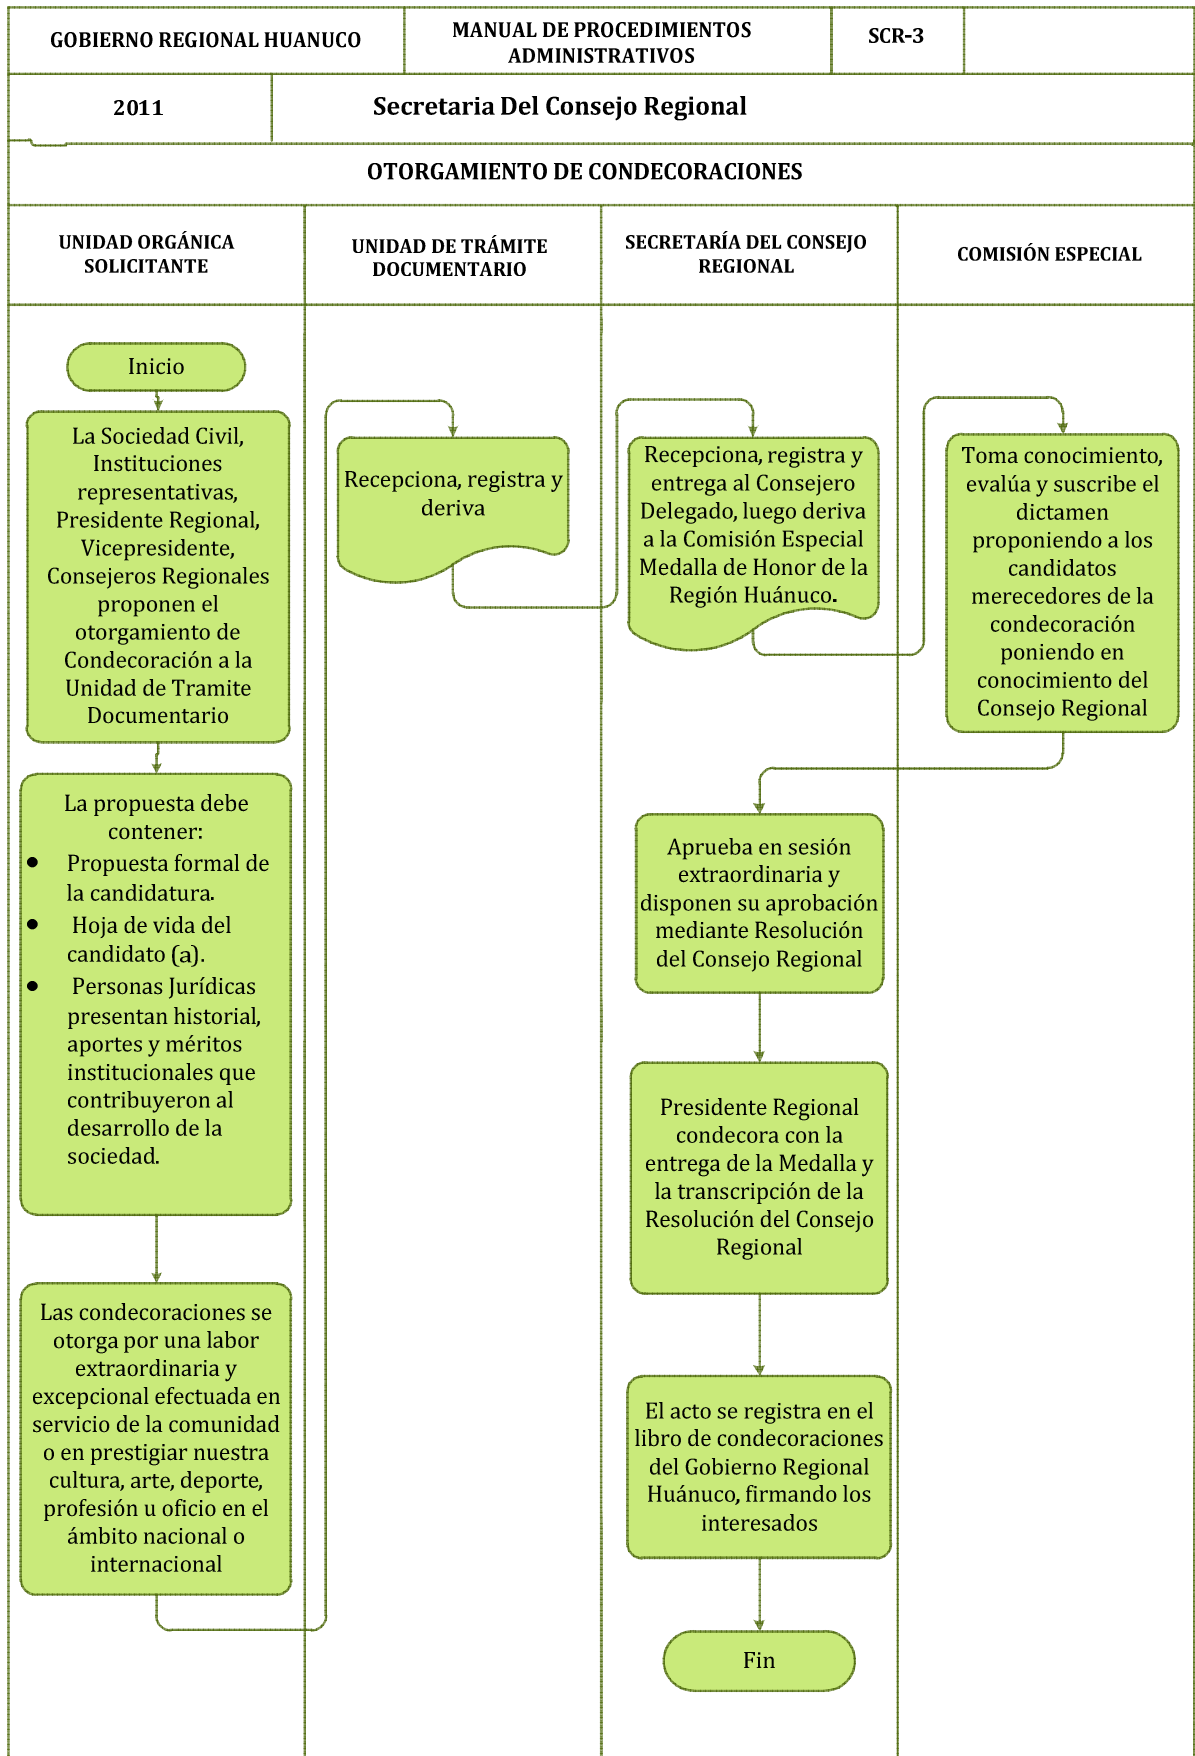 GOBIERNO REGIONAL HUANUCO
MANUAL DE PROCEDIMIENTOS
ADMINISTRATIVOS
SCR-3
2011
Secretaria Del Consejo Regional
OTORGAMIENTO DE CONDECORACIONES
UNIDAD ORGÁNICA
SOLICITANTE
UNIDAD DE TRÁMITE
DOCUMENTARIO
SECRETARÍA DEL CONSEJO
REGIONAL
COMISIÓN ESPECIAL
Inicio
La Sociedad Civil,
Instituciones
representativas,
Presidente Regional,
Vicepresidente,
Consejeros Regionales
proponen el
otorgamiento de
Condecoración a la
Unidad de Tramite
Documentario
La propuesta debe
contener:
• Propuesta formal de
la candidatura.
• Hoja de vida del
candidato (a).
• Personas Jurídicas
presentan historial,
aportes y méritos
institucionales que
contribuyeron al
desarrollo de la
sociedad.
Las condecoraciones se
otorga por una labor
extraordinaria y
excepcional efectuada en
servicio de la comunidad
o en prestigiar nuestra
cultura, arte, deporte,
profesión u oficio en el
ámbito nacional o
internacional
Recepciona, registra y
deriva
Recepciona, registra y
entrega al Consejero
Delegado, luego deriva
a la Comisión Especial
Medalla de Honor de la
Región Huánuco.
Toma conocimiento,
evalúa y suscribe el
dictamen
proponiendo a los
candidatos
merecedores de la
condecoración
poniendo en
conocimiento del
Consejo Regional
Aprueba en sesión
extraordinaria y
disponen su aprobación
mediante Resolución
del Consejo Regional
Presidente Regional
condecora con la
entrega de la Medalla y
la transcripción de la
Resolución del Consejo
Regional
El acto se registra en el
libro de condecoraciones
del Gobierno Regional
Huánuco, firmando los
interesados
Fin